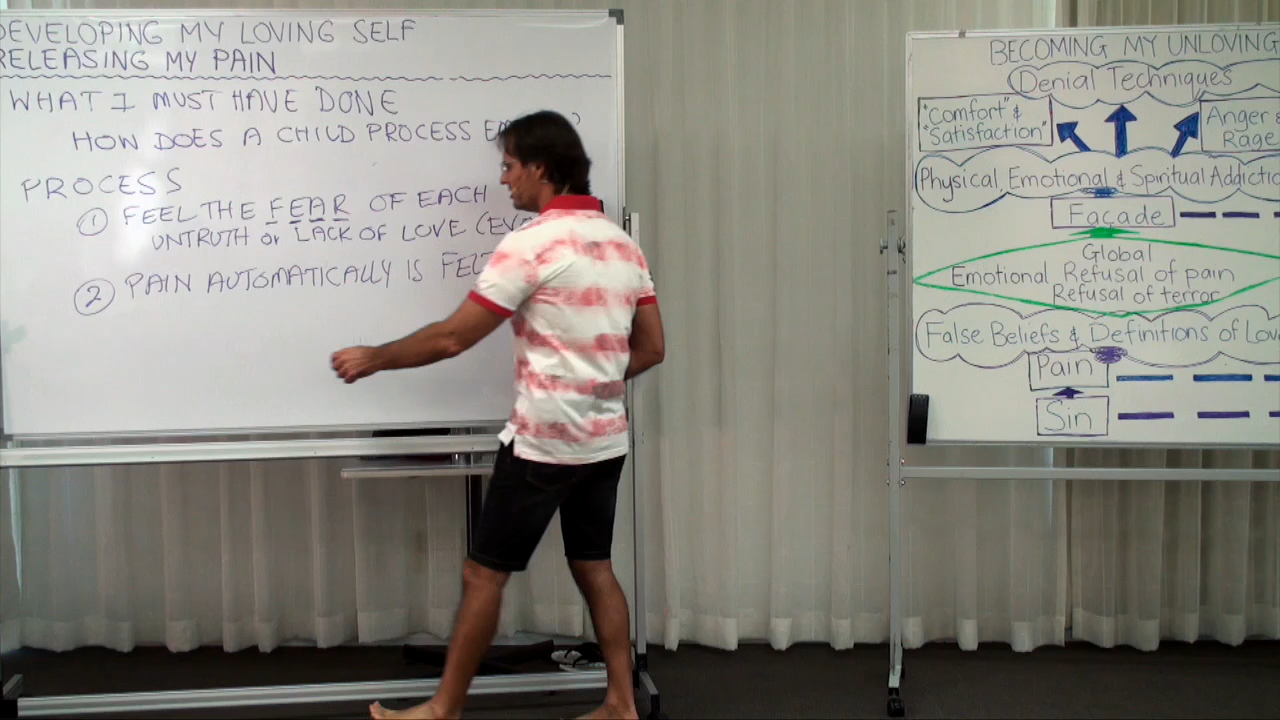 DEVELOPING MY LOVING SELF
RELEASING MY PAIN
WHAT I MUST HAVE DONE
HOW DOES A CHILD PROCESS
PROCESS
① FEEL THE FEAR OF EACH
UNTRUTH or LACK OF LOVE
② PAIN AUTOMATICALLY IS
BECOMING MY UNLOVING
Denial Techniques
"Comfort" &
"Satisfaction"
Anger &
Rage
Physical Emotional & Spiritual
Façade
Global
Emotional Refusal of pain
Refusal of terror
False Beliefs & Definitions of
Pain
Sin